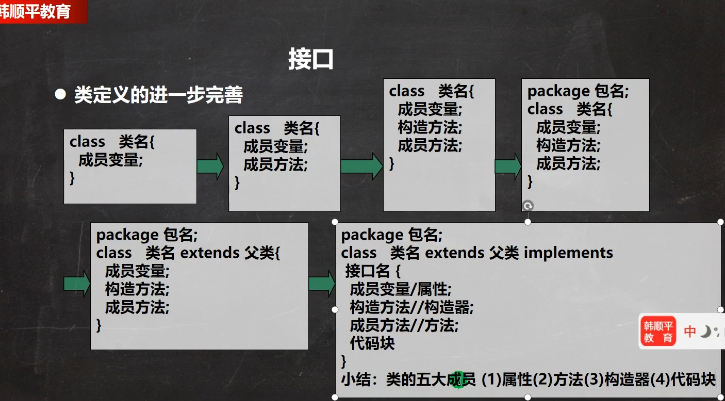 韩顺平教育
接口
● 类定义的进一步完善
class 类名{
成员变量;
}
class 类名{
成员变量;
成员方法;
}
class 类名{
成员变量;
构造方法;
成员方法;
}
package 包名;
class 类名{
成员变量;
构造方法;
成员方法;
}
package 包名;
class 类名 extends 父类{
成员变量;
构造方法;
成员方法;
}
package 包名;
class 类名 extends 父类 implements
接口名 {
成员变量/属性;
构造方法//构造器;
成员方法//方法;
代码块
}
小结：类的五大成员 (1)属性(2)方法(3)构造器(4)代码块
韩顺平
教育
中